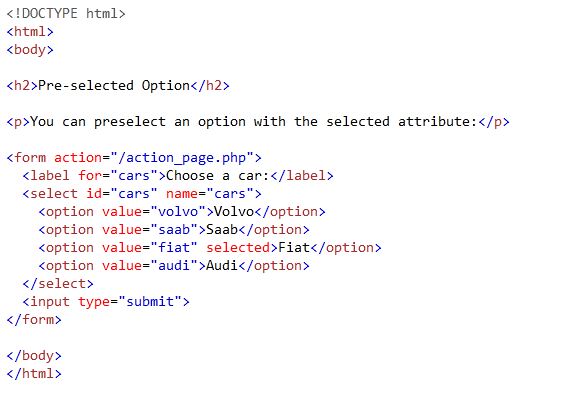 <!DOCTYPE html>
<html>
<body>

<h2>Pre-selected Option</h2>

<p>You can preselect an option with the selected attribute:</p>

<form action="/action_page.php">
  <label for="cars">Choose a car:</label>
  <select id="cars" name="cars">
    <option value="volvo">Volvo</option>
    <option value="saab">Saab</option>
    <option value="fiat" selected>Fiat</option>
    <option value="audi">Audi</option>
  </select>
  <input type="submit">
</form>

</body>
</html>